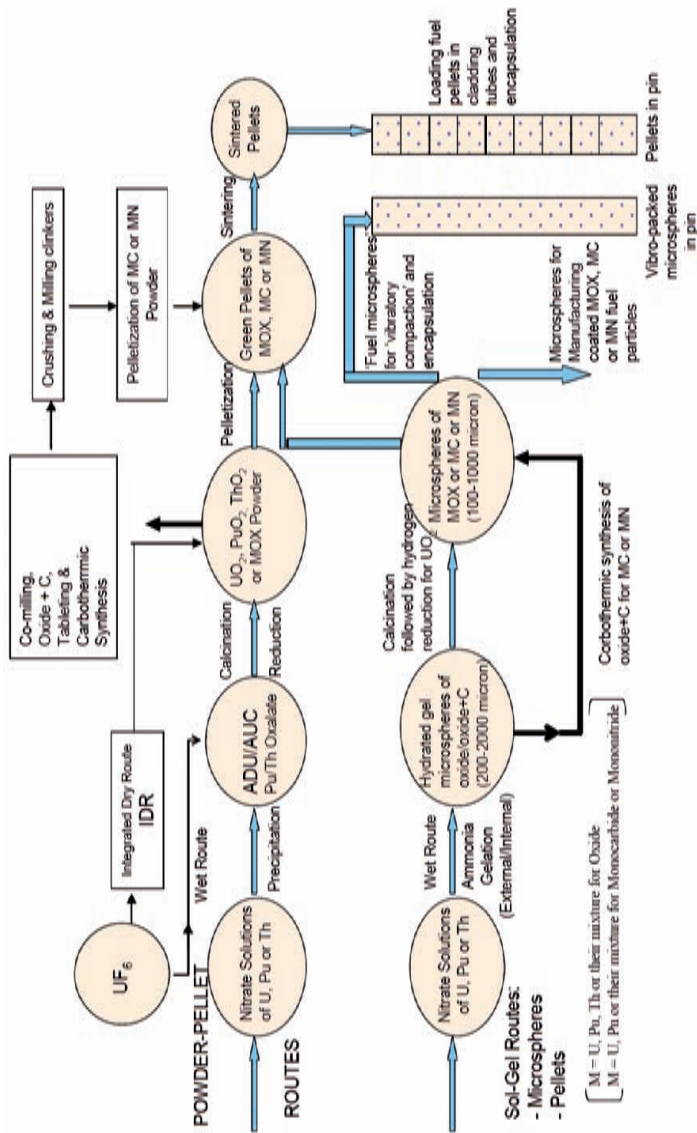 UF6
Integrated Dry Route
IDR
Co-milling,
Oxide + C,
Tableting &
Carbothermic
Synthesis
Crushing & Milling clinkers
Pelletization of MC or MN
Powder
Wet Route
POWDER-PELLET
ROUTES
Nitrate Solutions
of U, Pu or Th
Precipitation
ADU/AUC
Pu/Th Oxalate
Calcination
Reduction
UO2, PuO2, ThO2
or MOX Powder
Pelletization
Green Pellets of
MOX, MC or MN
Sintering
Sintered
Pellets
Loading fuel
pellets in
cladding
tubes and
encapsulation
Pellets in pin
Sol-Gel Routes:
- Microspheres
- Pellets
Nitrate Solutions
of U, Pu or Th
Wet Route
Ammonia
Gelation
(External/Internal)
Hydrated gel
microspheres of
oxide/oxide+C
(200-2000 micron)
Calcination
followed by hydrogen
reduction for UO2
Microspheres of
MOX or MC or MN
(100-1000 micron)
"Fuel microspheres"
for 'vibratory
compaction' and
encapsulation
Vibro-packed
microspheres
in pin
Microspheres for
Manufacturing
coated MOX, MC
or MN fuel
particles
Corbothermic synthesis of
oxide+C for MC or MN
M = U, Pu, Th or their mixture for Oxide
M = U, Pu or their mixture for Monocarbide or Mononitride